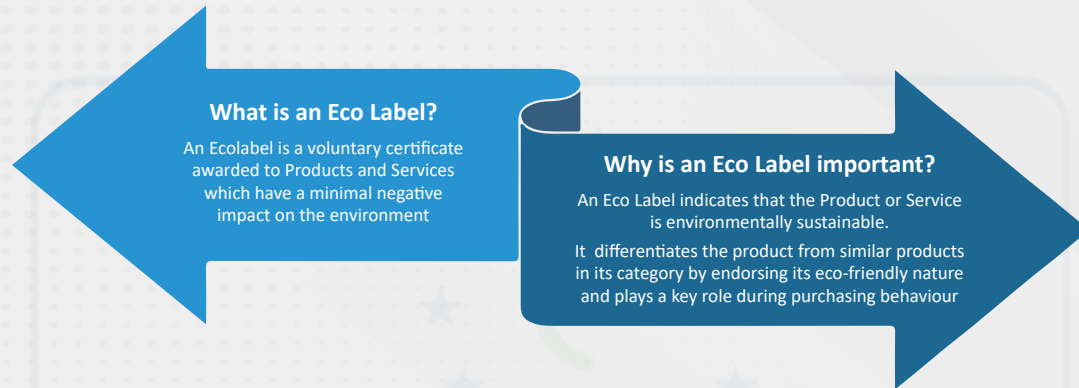 What is an Eco Label?
An Ecolabel is a voluntary certificate
awarded to Products and Services
which have a minimal negative
impact on the environment
Why is an Eco Label important?
An Eco Label indicates that the Product or Service
is environmentally sustainable.
It differentiates the product from similar products
in its category by endorsing its eco-friendly nature
and plays a key role during purchasing behaviour